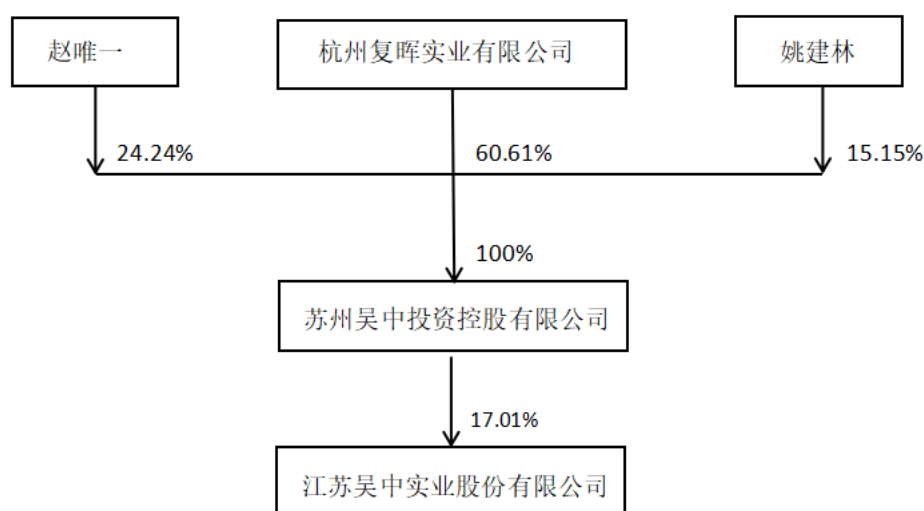 赵唯一
杭州复晖实业有限公司
姚建林
24.24%
60.61%
15.15%
100%
苏州吴中投资控股有限公司
17.01%
江苏吴中实业股份有限公司